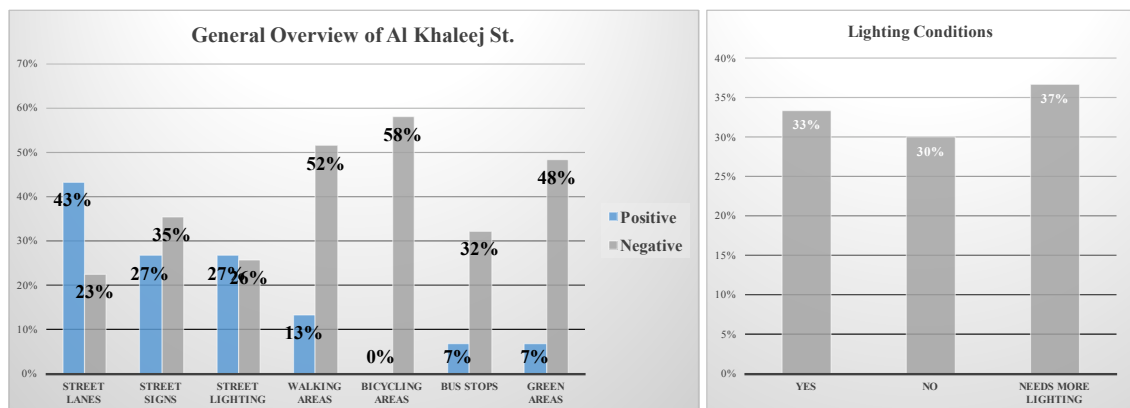 General Overview of Al Khaleej St.
70%
60%
50%
40%
30%
20%
10%
0%
43%
23%
27%
35%
27%
26%
13%
52%
0%
58%
7%
32%
7%
48%
STREET
LANES
STREET
SIGNS
STREET
LIGHTING
WALKING
AREAS
BICYCLING
AREAS
BUS STOPS
GREEN
AREAS
Positive
Negative
Lighting Conditions
40%
35%
30%
25%
20%
15%
10%
5%
0%
33%
30%
37%
YES
NO
NEEDS MORE
LIGHTING